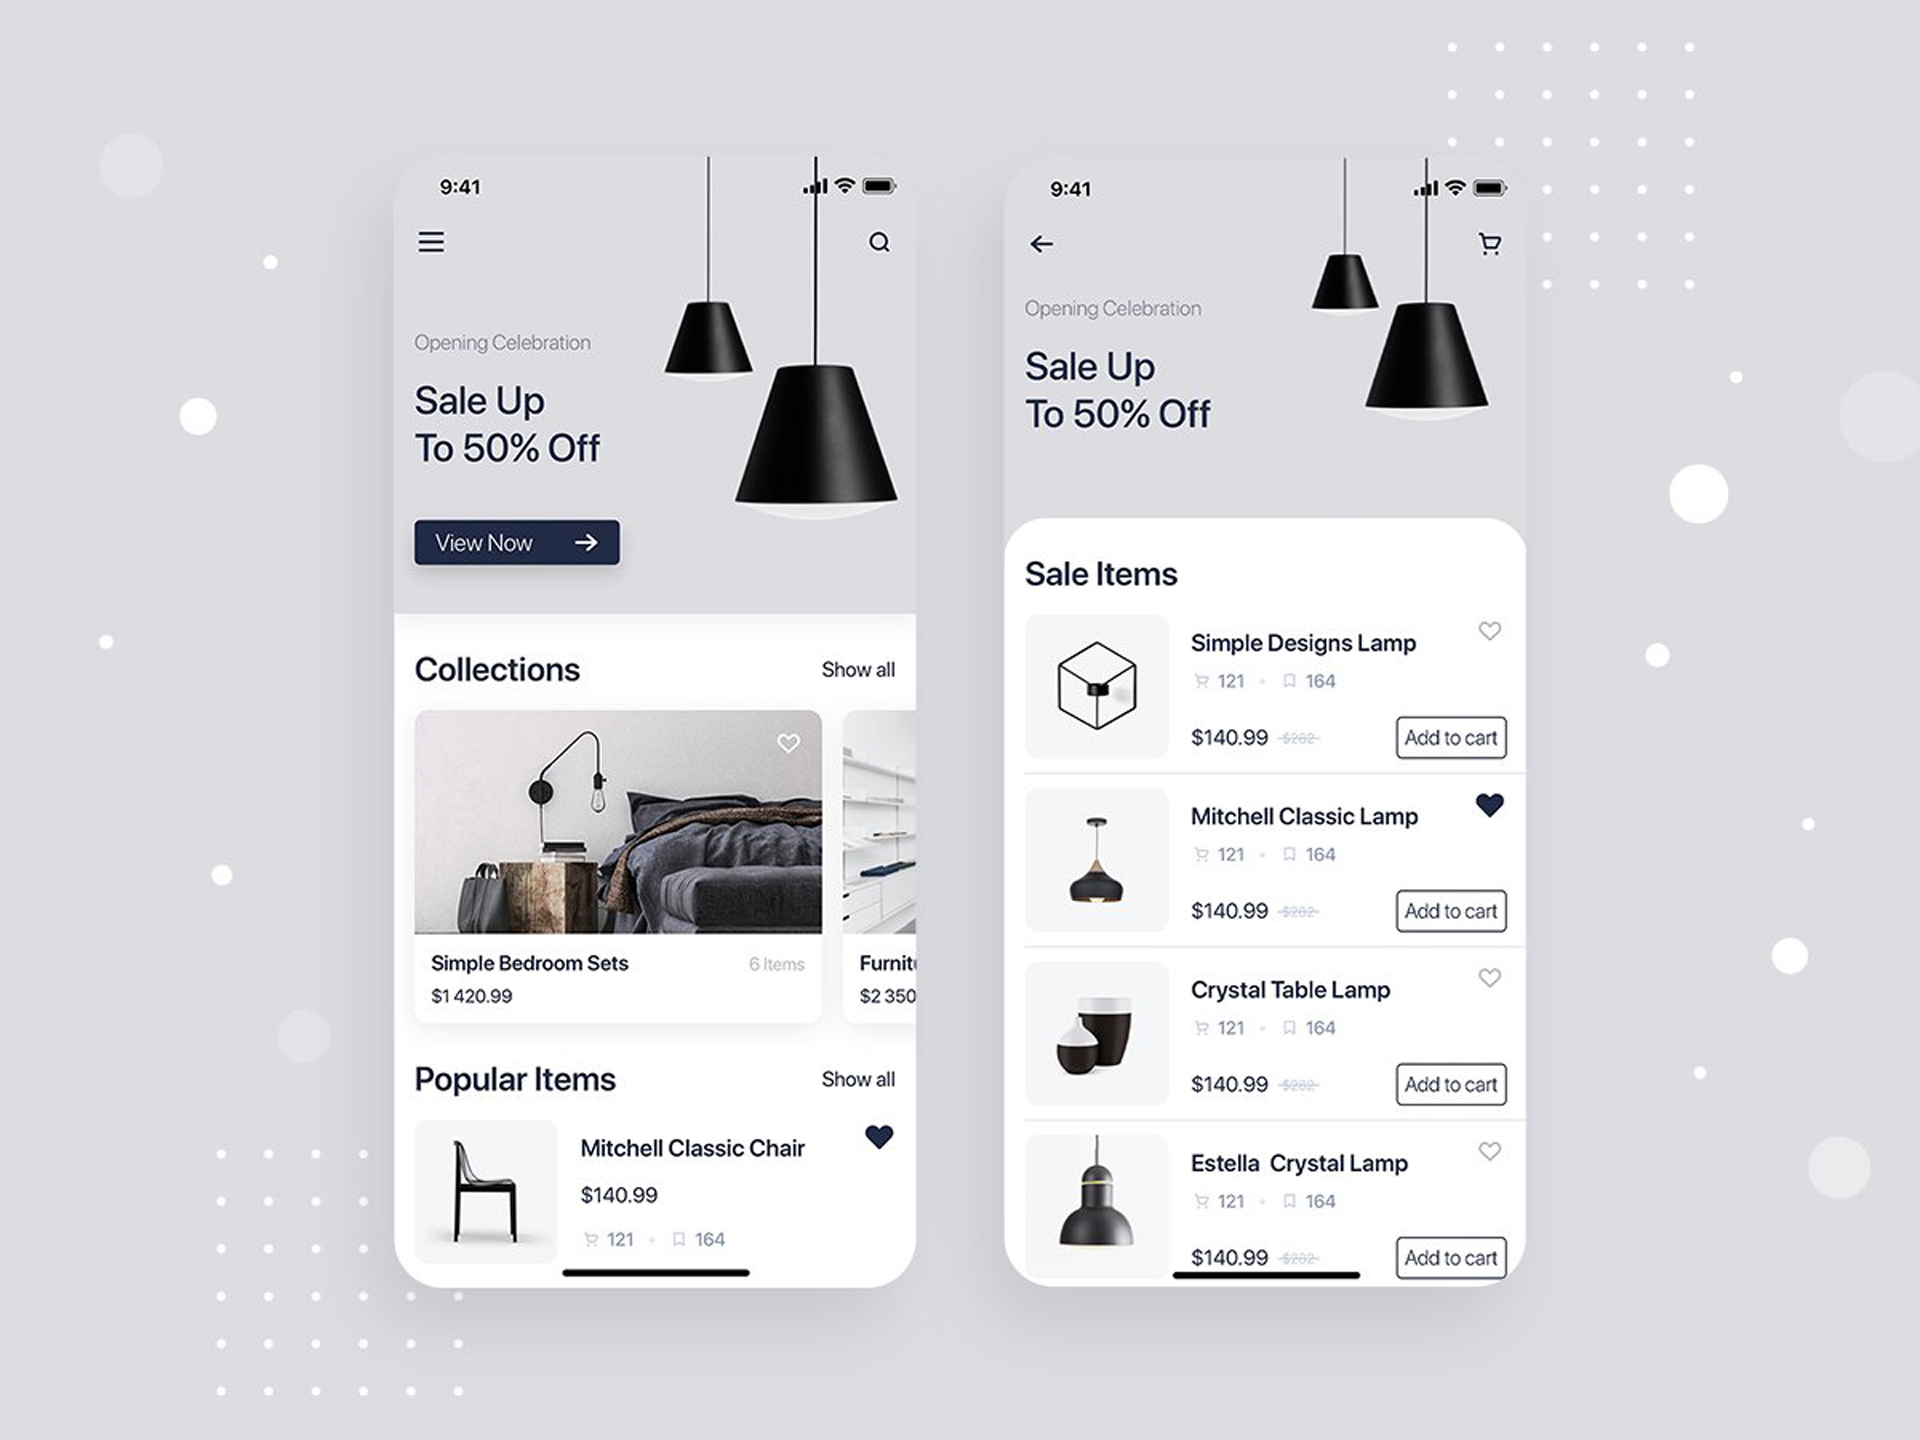 9:41
Opening Celebration
Sale Up
To 50% Off
View Now
Collections
Show all
Simple Bedroom Sets
6 Items
$1 420.99
Furnit
$2 350
Popular Items
Show all
Mitchell Classic Chair
$140.99
121
164
9:41
Opening Celebration
Sale Up
To 50% Off
Sale Items
Simple Designs Lamp
121
164
$140.99 $282
Add to cart
Mitchell Classic Lamp
121
164
$140.99 $282
Add to cart
Crystal Table Lamp
121
164
$140.99 $282
Add to cart
Estella Crystal Lamp
121
164
$140.99 $282
Add to cart